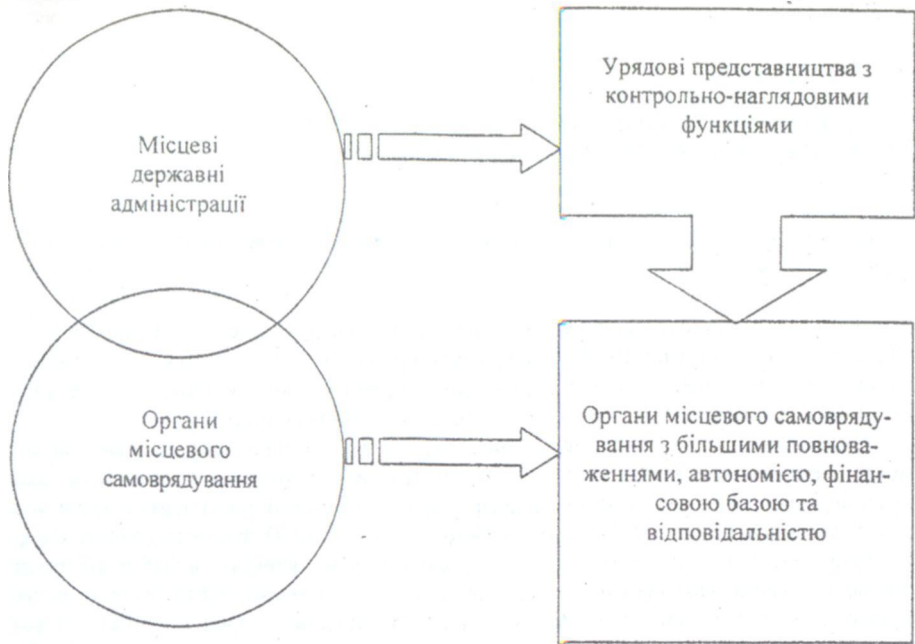 Місцеві
державні
адміністрації
Урядові представництва з
контрольно-наглядовими
функціями
Органи
місцевого
самоврядування
Органи місцевого самовряду-
вання з більшими повнова-
женнями, автономією, фінан-
совою базою та
відповідальністю